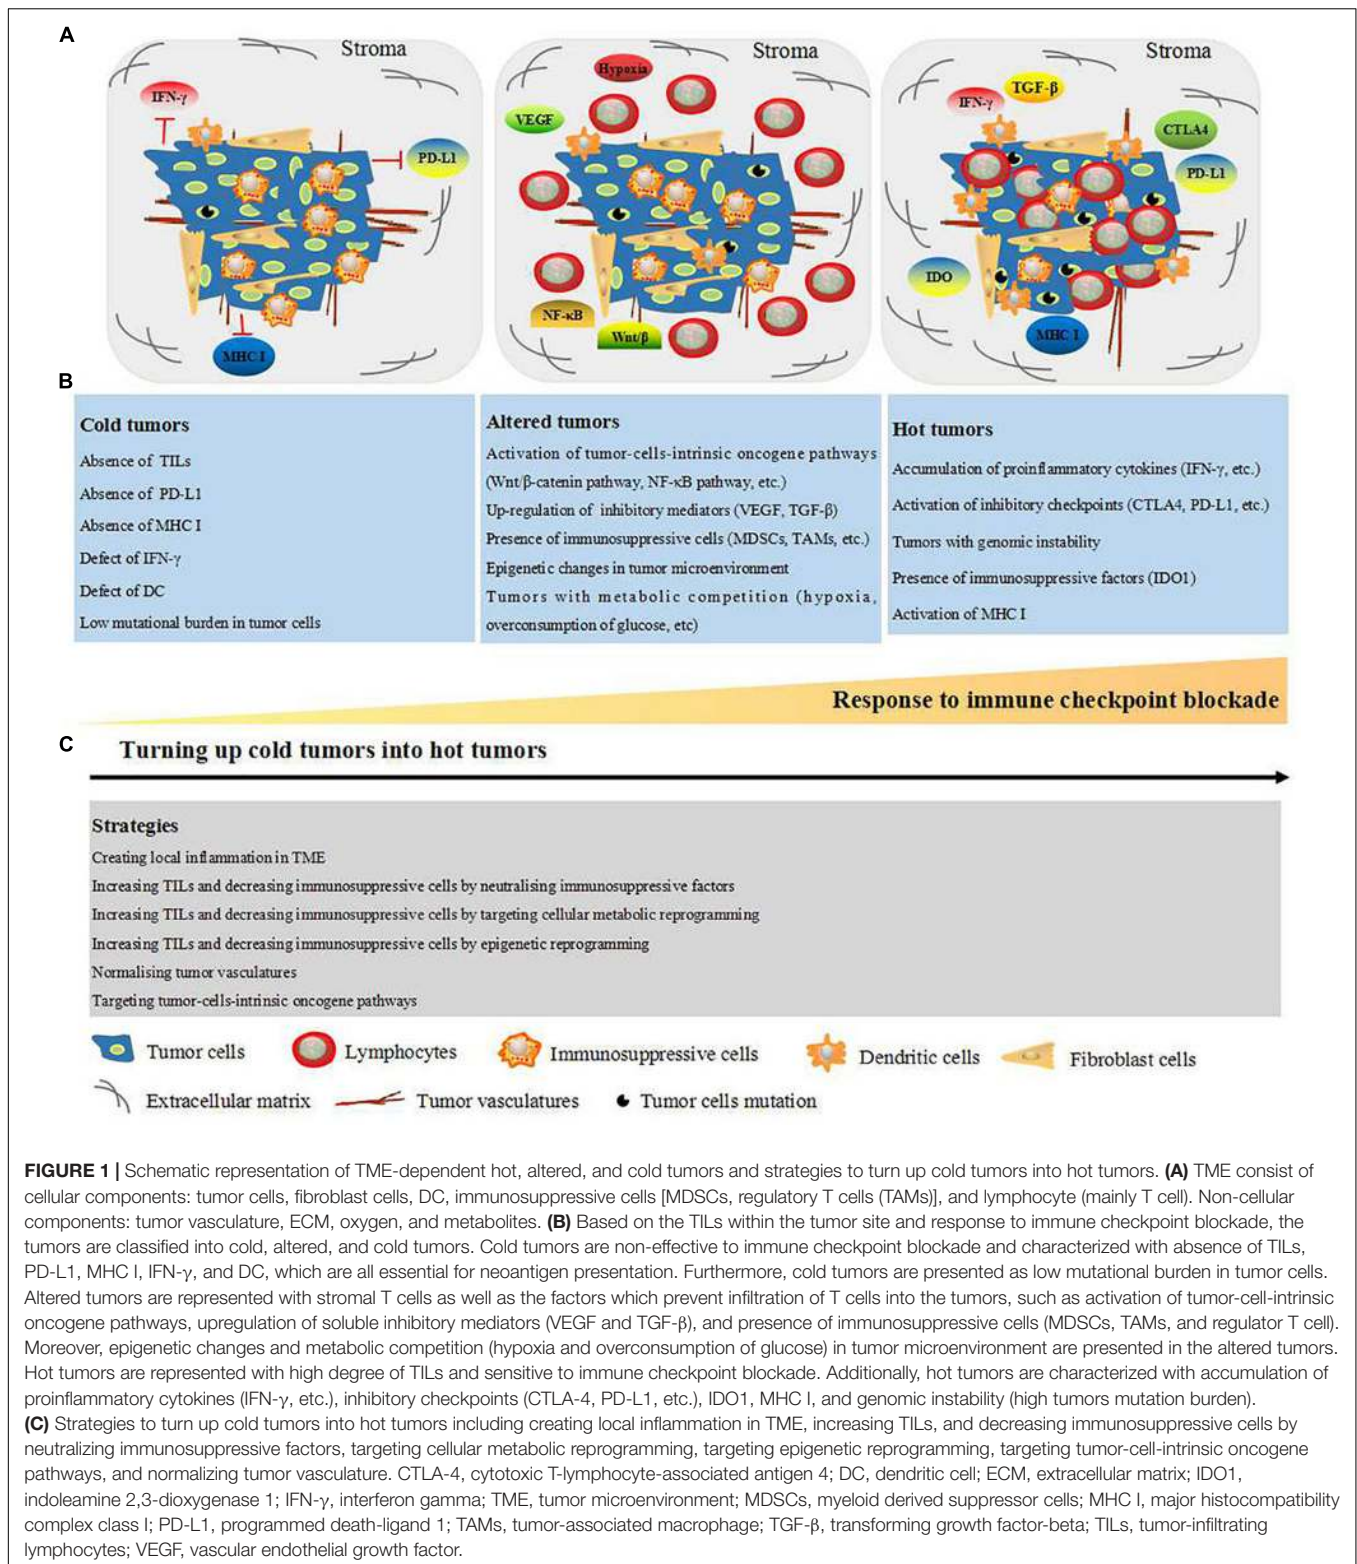 A
Stroma
IFN-γ
PD-L1
MHC I
Stroma
Hypoxia
VEGF
NF-κB
Wnt/β
Stroma
IFN-γ
TGF-β
CTLA4
PD-L1
IDO
MHC I
B
Cold tumors
Absence of TILs
Absence of PD-L1
Absence of MHC I
Defect of IFN-γ
Defect of DC
Low mutational burden in tumor cells
Altered tumors
Activation of tumor-cells-intrinsic oncogene pathways
(Wnt/β-catenin pathway, NF-κB pathway, etc.)
Up-regulation of inhibitory mediators (VEGF, TGF-β)
Presence of immunosuppressive cells (MDSCs, TAMs, etc.)
Epigenetic changes in tumor microenvironment
Tumors with metabolic competition (hypoxia,
overconsumption of glucose, etc)
Hot tumors
Accumulation of proinflammatory cytokines (IFN-γ, etc.)
Activation of inhibitory checkpoints (CTLA4, PD-L1, etc.)
Tumors with genomic instability
Presence of immunosuppressive factors (IDO1)
Activation of MHC I
Response to immune checkpoint blockade
C
Turning up cold tumors into hot tumors
Strategies
Creating local inflammation in TME
Increasing TILs and decreasing immunosuppressive cells by neutralising immunosuppressive factors
Increasing TILs and decreasing immunosuppressive cells by targeting cellular metabolic reprogramming
Increasing TILs and decreasing immunosuppressive cells by epigenetic reprogramming
Normalising tumor vasculatures
Targeting tumor-cells-intrinsic oncogene pathways
Tumor cells
Lymphocytes
Immunosuppressive cells
Dendritic cells
Fibroblast cells
Extracellular matrix
Tumor vasculatures
Tumor cells mutation
FIGURE 1 | Schematic representation of TME-dependent hot, altered, and cold tumors and strategies to turn up cold tumors into hot tumors. (A) TME consist of
cellular components: tumor cells, fibroblast cells, DC, immunosuppressive cells [MDSCs, regulatory T cells (TAMs)], and lymphocyte (mainly T cell). Non-cellular
components: tumor vasculature, ECM, oxygen, and metabolites. (B) Based on the TILs within the tumor site and response to immune checkpoint blockade, the
tumors are classified into cold, altered, and cold tumors. Cold tumors are non-effective to immune checkpoint blockade and characterized with absence of TILs,
PD-L1, MHC I, IFN-γ, and DC, which are all essential for neoantigen presentation. Furthermore, cold tumors are presented as low mutational burden in tumor cells.
Altered tumors are represented with stromal T cells as well as the factors which prevent infiltration of T cells into the tumors, such as activation of tumor-cell-intrinsic
oncogene pathways, upregulation of soluble inhibitory mediators (VEGF and TGF-β), and presence of immunosuppressive cells (MDSCs, TAMs, and regulator T cell).
Moreover, epigenetic changes and metabolic competition (hypoxia and overconsumption of glucose) in tumor microenvironment are presented in the altered tumors.
Hot tumors are represented with high degree of TILs and sensitive to immune checkpoint blockade. Additionally, hot tumors are characterized with accumulation of
proinflammatory cytokines (IFN-γ, etc.), inhibitory checkpoints (CTLA-4, PD-L1, etc.), IDO1, MHC I, and genomic instability (high tumors mutation burden).
(C) Strategies to turn up cold tumors into hot tumors including creating local inflammation in TME, increasing TILs, and decreasing immunosuppressive cells by
neutralizing immunosuppressive factors, targeting cellular metabolic reprogramming, targeting epigenetic reprogramming, targeting tumor-cell-intrinsic oncogene
pathways, and normalizing tumor vasculature. CTLA-4, cytotoxic T-lymphocyte-associated antigen 4; DC, dendritic cell; ECM, extracellular matrix; IDO1,
indoleamine 2,3-dioxygenase 1; IFN-γ, interferon gamma; TME, tumor microenvironment; MDSCs, myeloid derived suppressor cells; MHC I, major histocompatibility
complex class I; PD-L1, programmed death-ligand 1; TAMs, tumor-associated macrophage; TGF-β, transforming growth factor-beta; TILs, tumor-infiltrating
lymphocytes; VEGF, vascular endothelial growth factor.